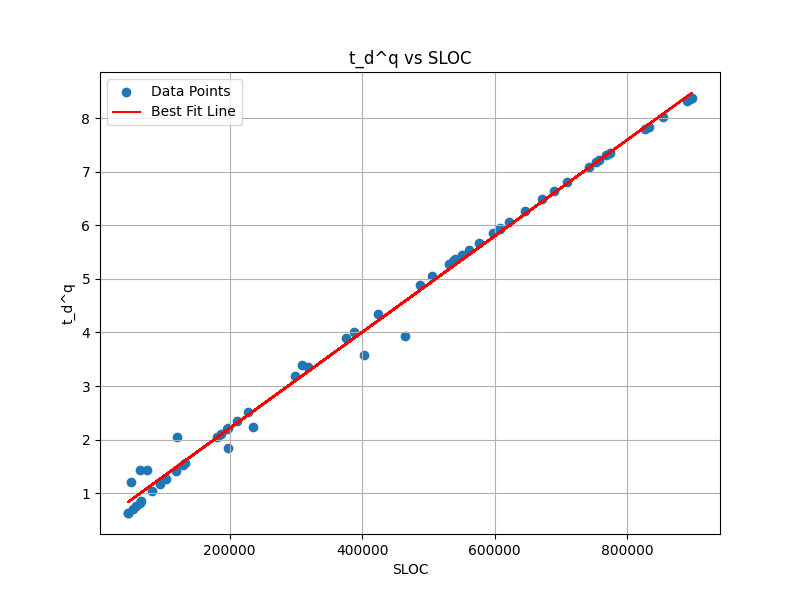 t_d^q vs SLOC
Data Points
Best Fit Line
8
7
6
5
4
3
2
1
t_d^q
200000
400000
600000
800000
SLOC